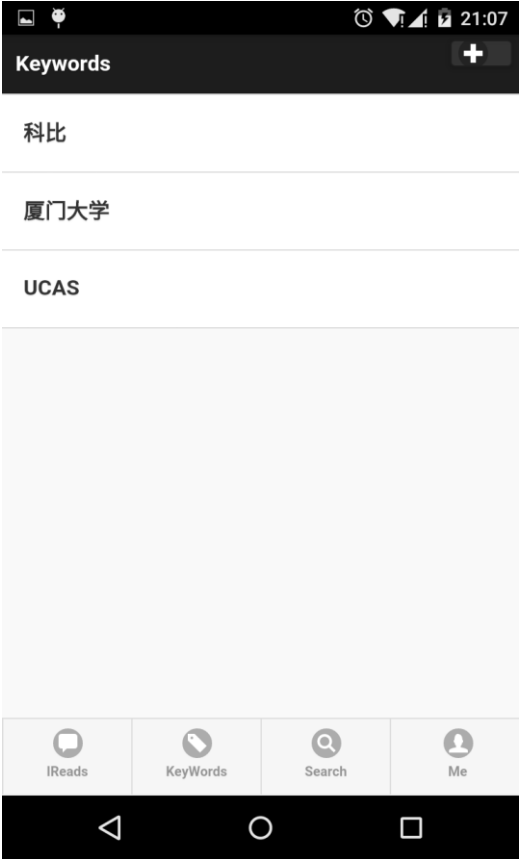 21:07
Keywords
科比
厦门大学
UCAS
IReads
KeyWords
Search
Me